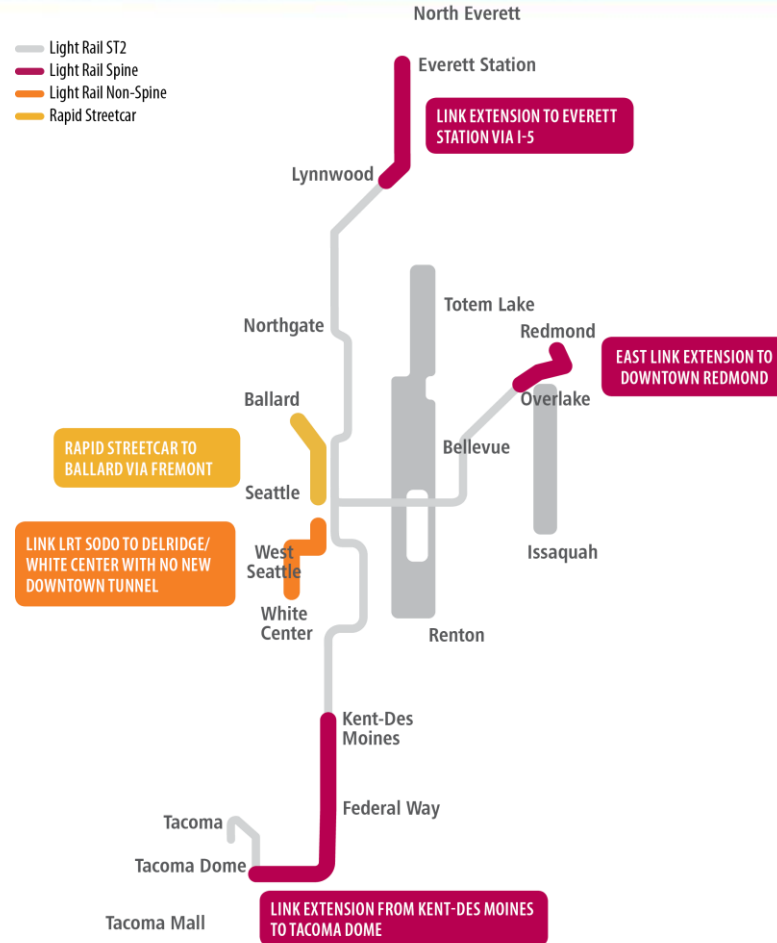 North Everett
Light Rail ST2
Light Rail Spine
Light Rail Non-Spine
Rapid Streetcar
Everett Station
LINK EXTENSION TO EVERETT
STATION VIA I-5
Lynnwood
Totem Lake
Northgate
Redmond
EAST LINK EXTENSION TO
DOWNTOWN REDMOND
Ballard
Overlake
RAPID STREETCAR TO
BALLARD VIA FREMONT
Bellevue
Seattle
LINK LRT SODO TO DELRIDGE/
WHITE CENTER WITH NO NEW
DOWNTOWN TUNNEL
West
Seattle
Issaquah
White
Center
Renton
Kent-Des
Moines
Federal Way
Tacoma
Tacoma Dome
LINK EXTENSION FROM KENT-DES MOINES
TO TACOMA DOME
Tacoma Mall